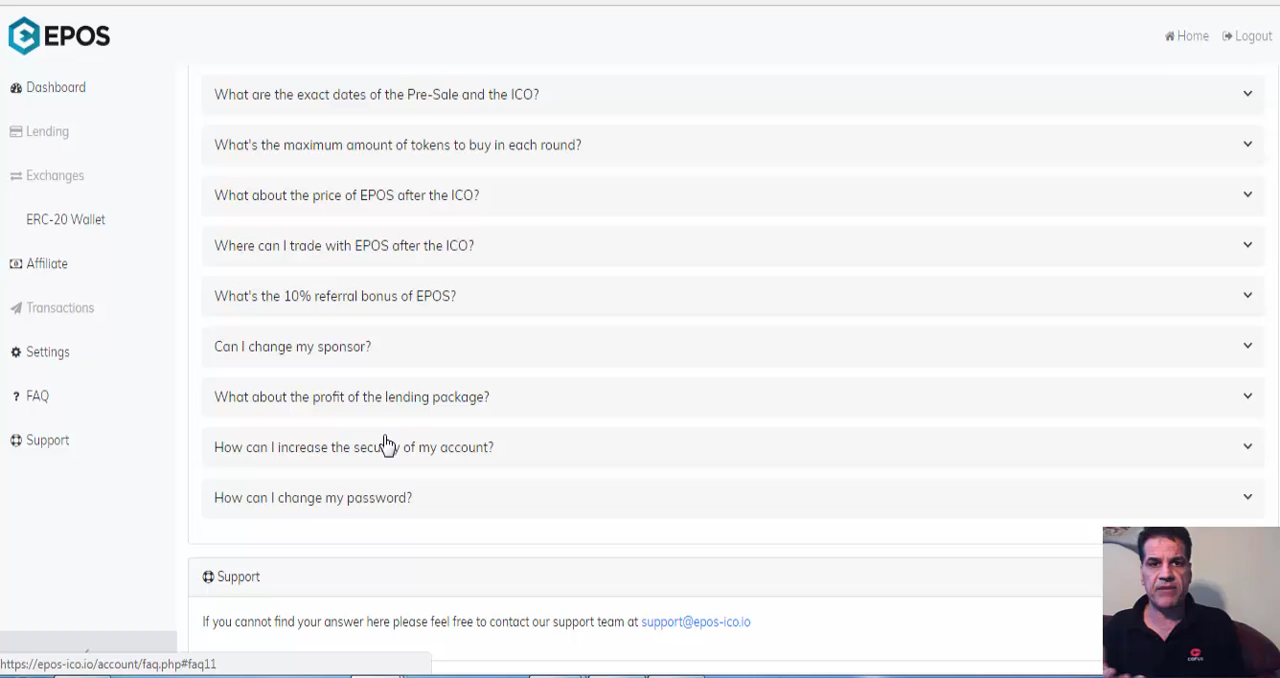 EPOS
Home
Logout
Dashboard
Lending
Exchanges
ERC-20 Wallet
Affiliate
Transactions
Settings
FAQ
Support
What are the exact dates of the Pre-Sale and the ICO?
What's the maximum amount of tokens to buy in each round?
What about the price of EPOS after the ICO?
Where can I trade with EPOS after the ICO?
What's the 10% referral bonus of EPOS?
Can I change my sponsor?
What about the profit of the lending package?
How can I increase the security of my account?
How can I change my password?
Support
If you cannot find your answer here please feel free to contact our support team at support@epos-ico.io
https://epos-ico.io/account/faq.php#faq11